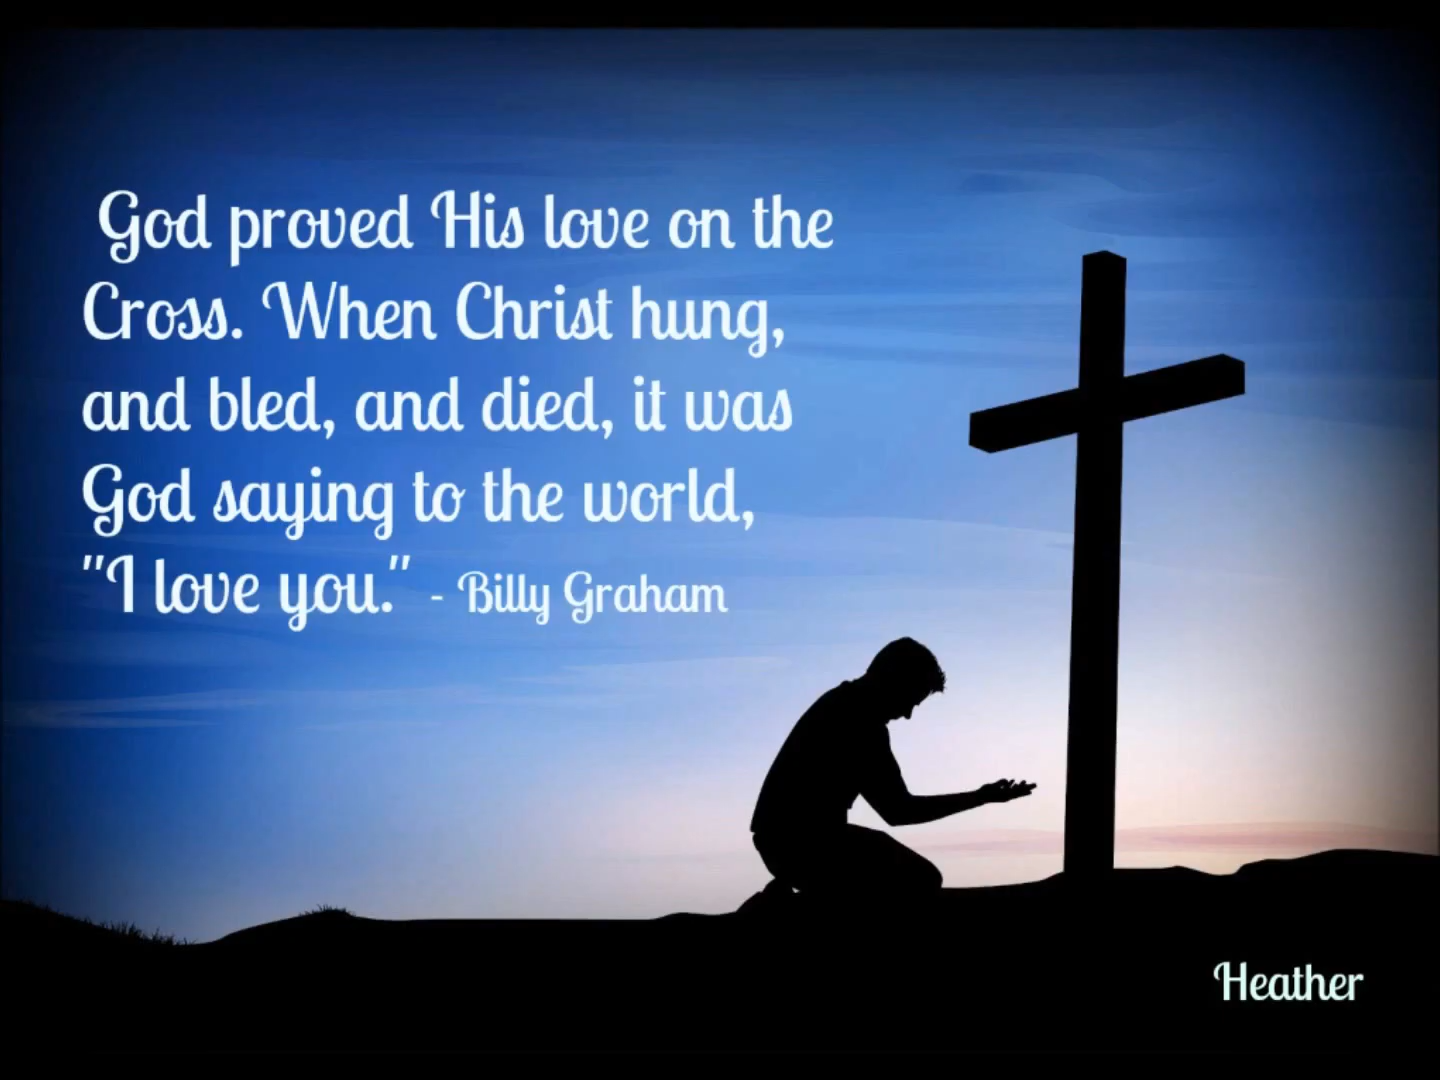 God proved His love on the
Cross. When Christ hung,
and bled, and died, it was
God saying to the world,
"I love you." - Billy Graham
Heather